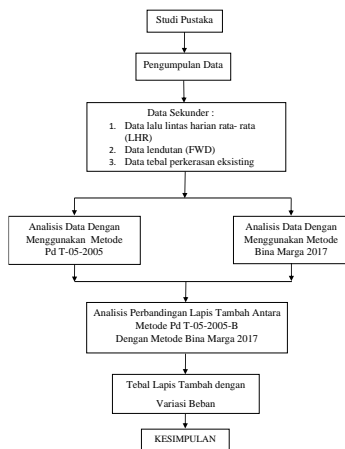 Studi Pustaka
Pengumpulan Data
Data Sekunder :
1. Data lalu lintas harian rata- rata
(LHR)
2. Data lendutan (FWD)
3. Data tebal perkerasan eksisting
Analisis Data Dengan
Menggunakan Metode
Pd T-05-2005
Analisis Data Dengan
Menggunakan Metode
Bina Marga 2017
Analisis Perbandingan Lapis Tambah Antara
Metode Pd T-05-2005-B
Dengan Metode Bina Marga 2017
Tebal Lapis Tambah dengan
Variasi Beban
KESIMPULAN